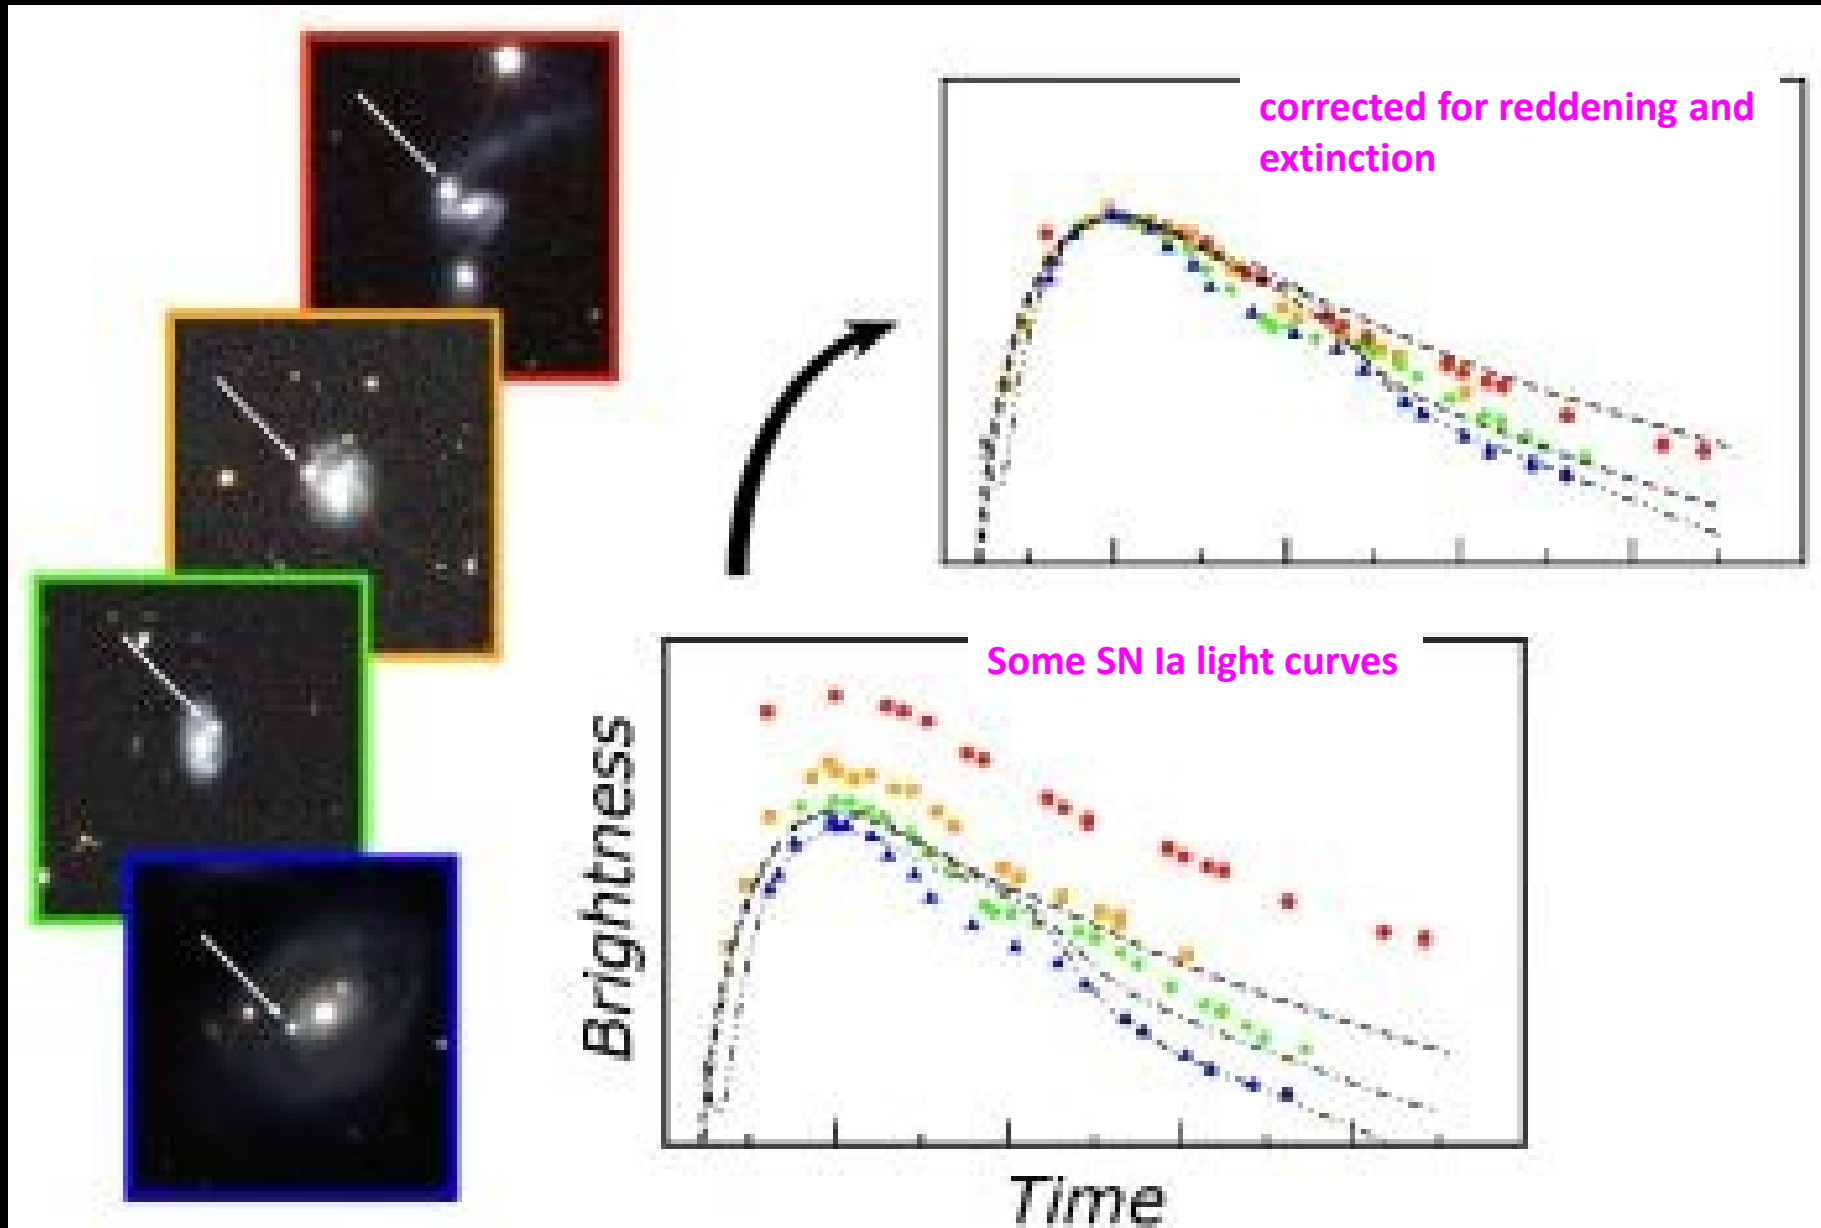 corrected for reddening and
extinction
Some SN Ia light curves
Brightness
Time